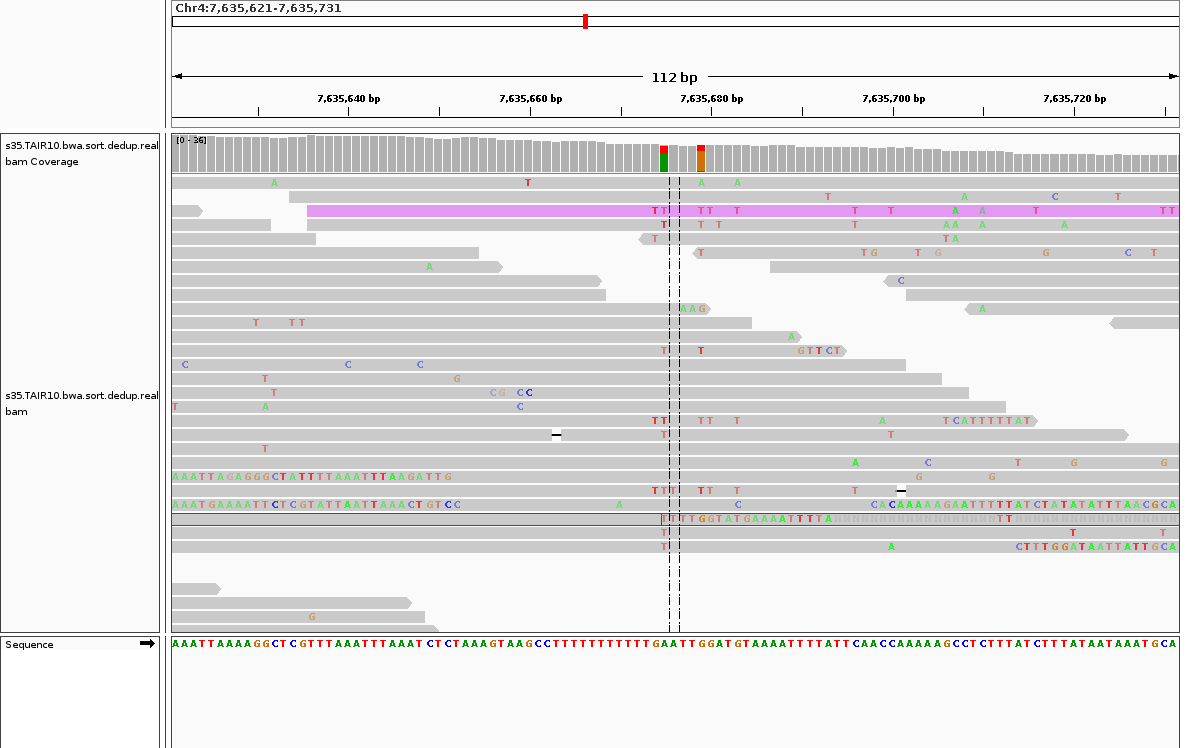 Chr4:7,635,621-7,635,731
112 bp
7,635,640 bp 7,635,660 bp 7,635,680 bp 7,635,700 bp 7,635,720 bp
s35.TAIR10.bwa.sort.dedup.real
bam Coverage
[0 - 36]
A T A A
T A C T
T T T T T T T A A T T T
T T T T A A A A
T T A
T T G T G G C T
A
C
A A G A
T T T
A
T T G T T C T
C C C
T G
T C G C C
T A C
T T T T T A T C A T T T T T A T
T T
T
A C T G G
A A A T T A G A G G G C T A T T T T A A A T T T A A G A T T G G G
T T T T T T T
A A A T G A A A A T T C T C G T A T T A A T T A A A C T G T C C A C C A C A A A A A G A A T T T T T A T C T A T A T A T T T A A C G C A
T T T T G G T A T G A A A A T T T T A T T
T T T
T A C T T T G G A T A A T T A T T G C A
G
s35.TAIR10.bwa.sort.dedup.real
bam
Sequence
AAATTAAAAGGCTCGTTTAAATTTAAATCTCTAAAGTAAGCCTTTTTTTTTTTGAATTGGATGTAAAATTTTATTCAACCAAAAAGCCTCTTTATCTTTATAATAAATGCA